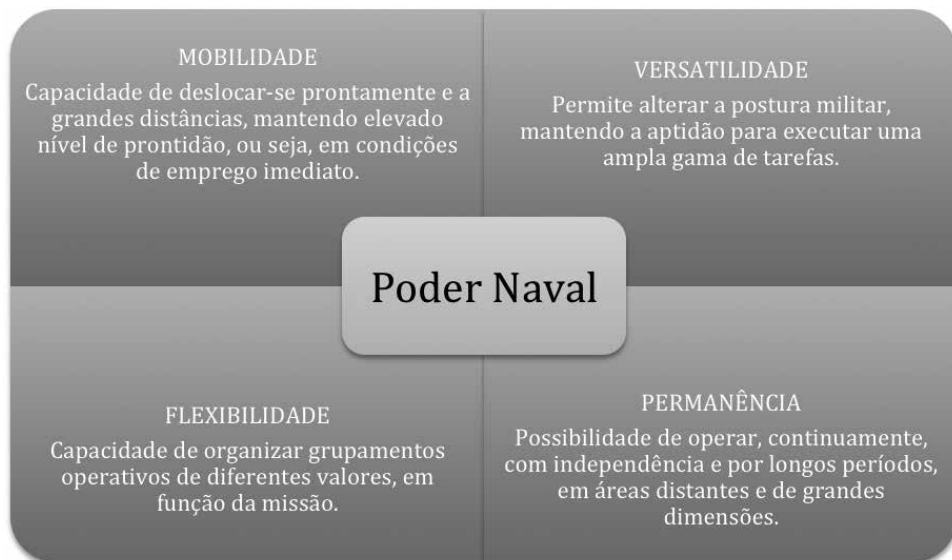 MOBILIDADE
Capacidade de deslocar-se prontamente e a
grandes distâncias, mantendo elevado
nível de prontidão, ou seja, em condições
de emprego imediato.
VERSATILIDADE
Permite alterar a postura militar,
mantendo a aptidão para executar uma
ampla gama de tarefas.
Poder Naval
FLEXIBILIDADE
Capacidade de organizar grupamentos
operativos de diferentes valores, em
função da missão.
PERMANÊNCIA
Possibilidade de operar, continuamente,
com independência e por longos períodos,
em áreas distantes e de grandes
dimensões.